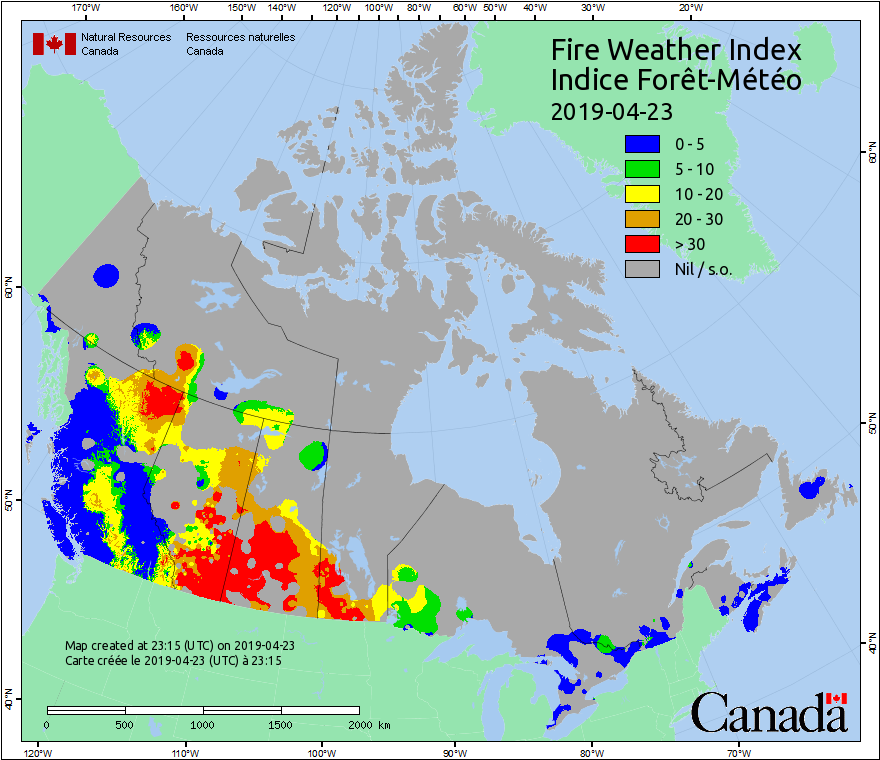 170°W 160°W 150°W 140°W 130°W 120°W 110°W 100°W 90°W 80°W 70°W 60°W 50°W 40°W 30°W 20°W
Natural Resources Ressources naturelles
Canada Canada
Fire Weather Index
Indice Forêt-Météo
2019-04-23
0 - 5
5 - 10
10 - 20
20 - 30
> 30
Nil / s.o.
60°N
60°N
50°N
50°N
40°N
40°N
Map created at 23:15 (UTC) on 2019-04-23
Carte créée le 2019-04-23 (UTC) à 23:15
0 500 1000 1500 2000 km
Canada
120°W 110°W 100°W 90°W 80°W 70°W